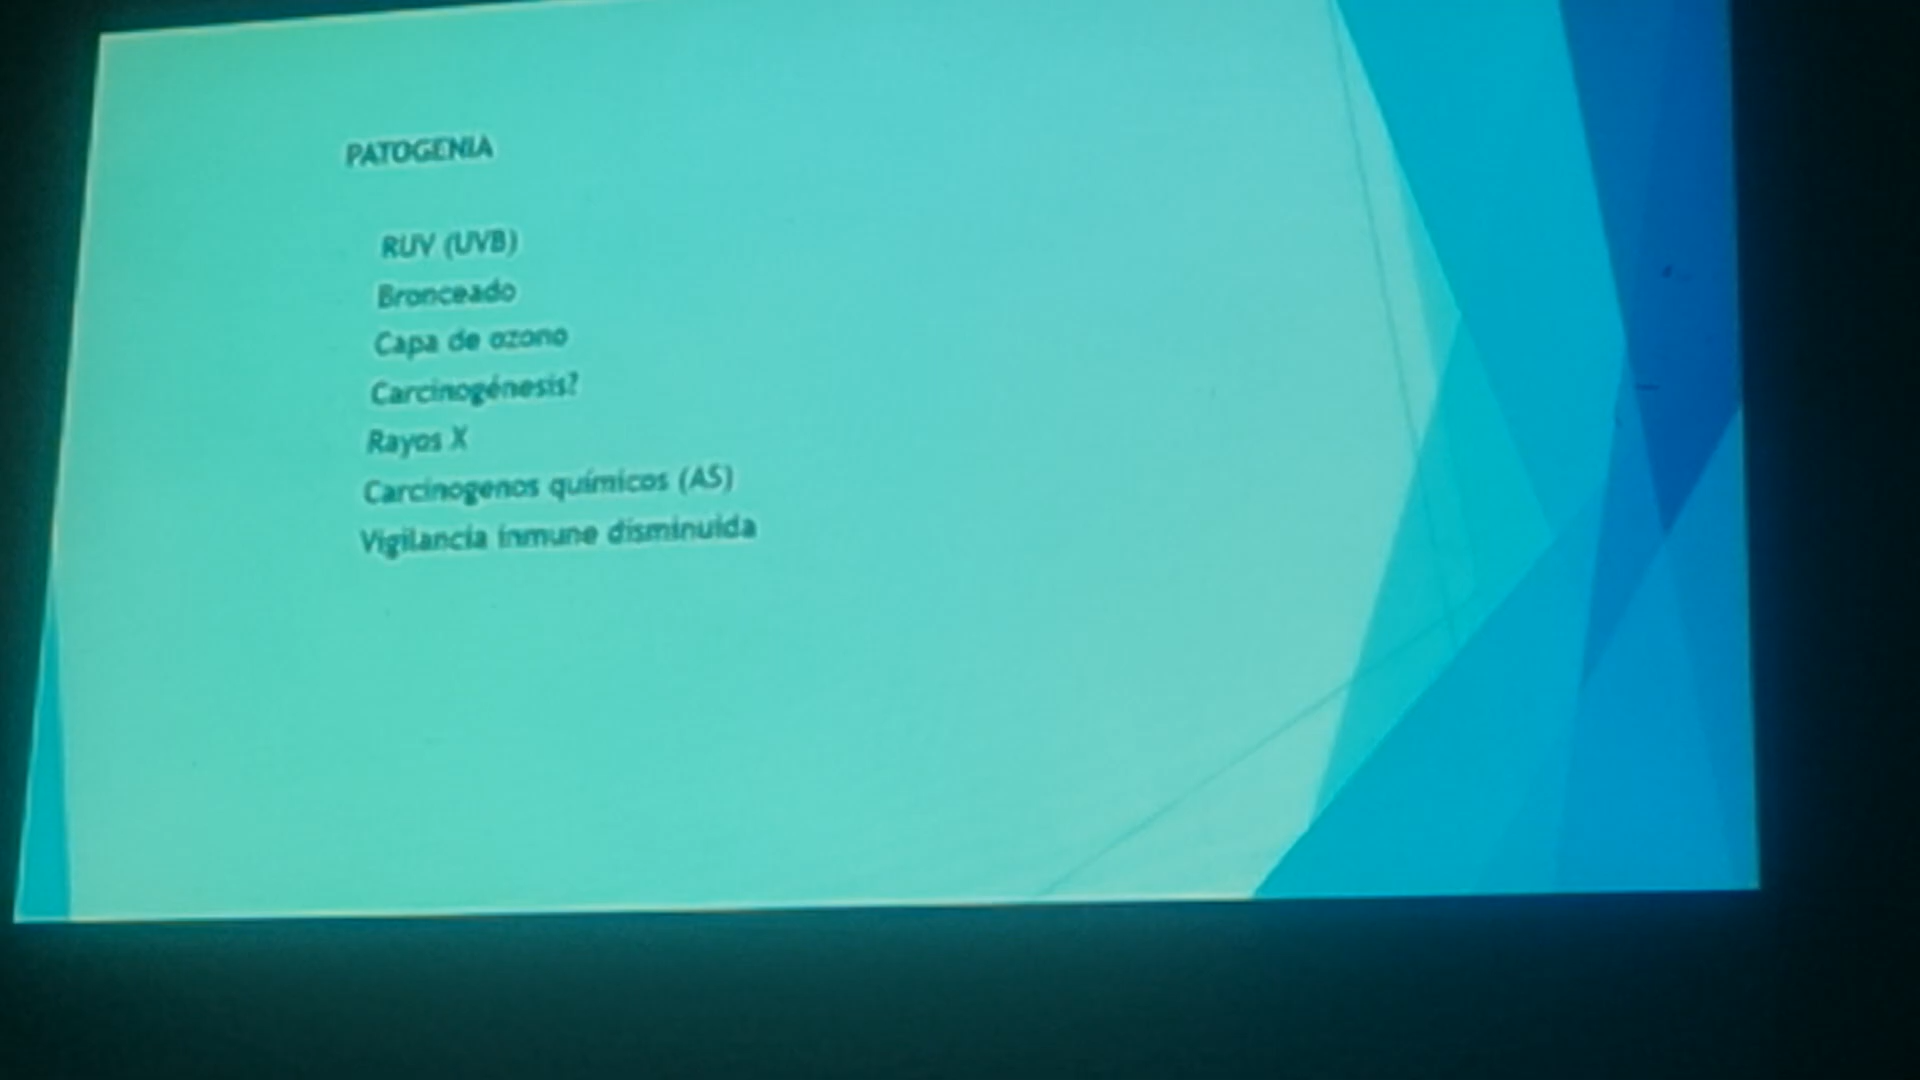 PATOGENIA
RUV (UVB)
Bronceado
Capa de ozono
Carcinogénesis?
Rayos X
Carcinogenos químicos (AS)
Vigilancia inmune disminuida